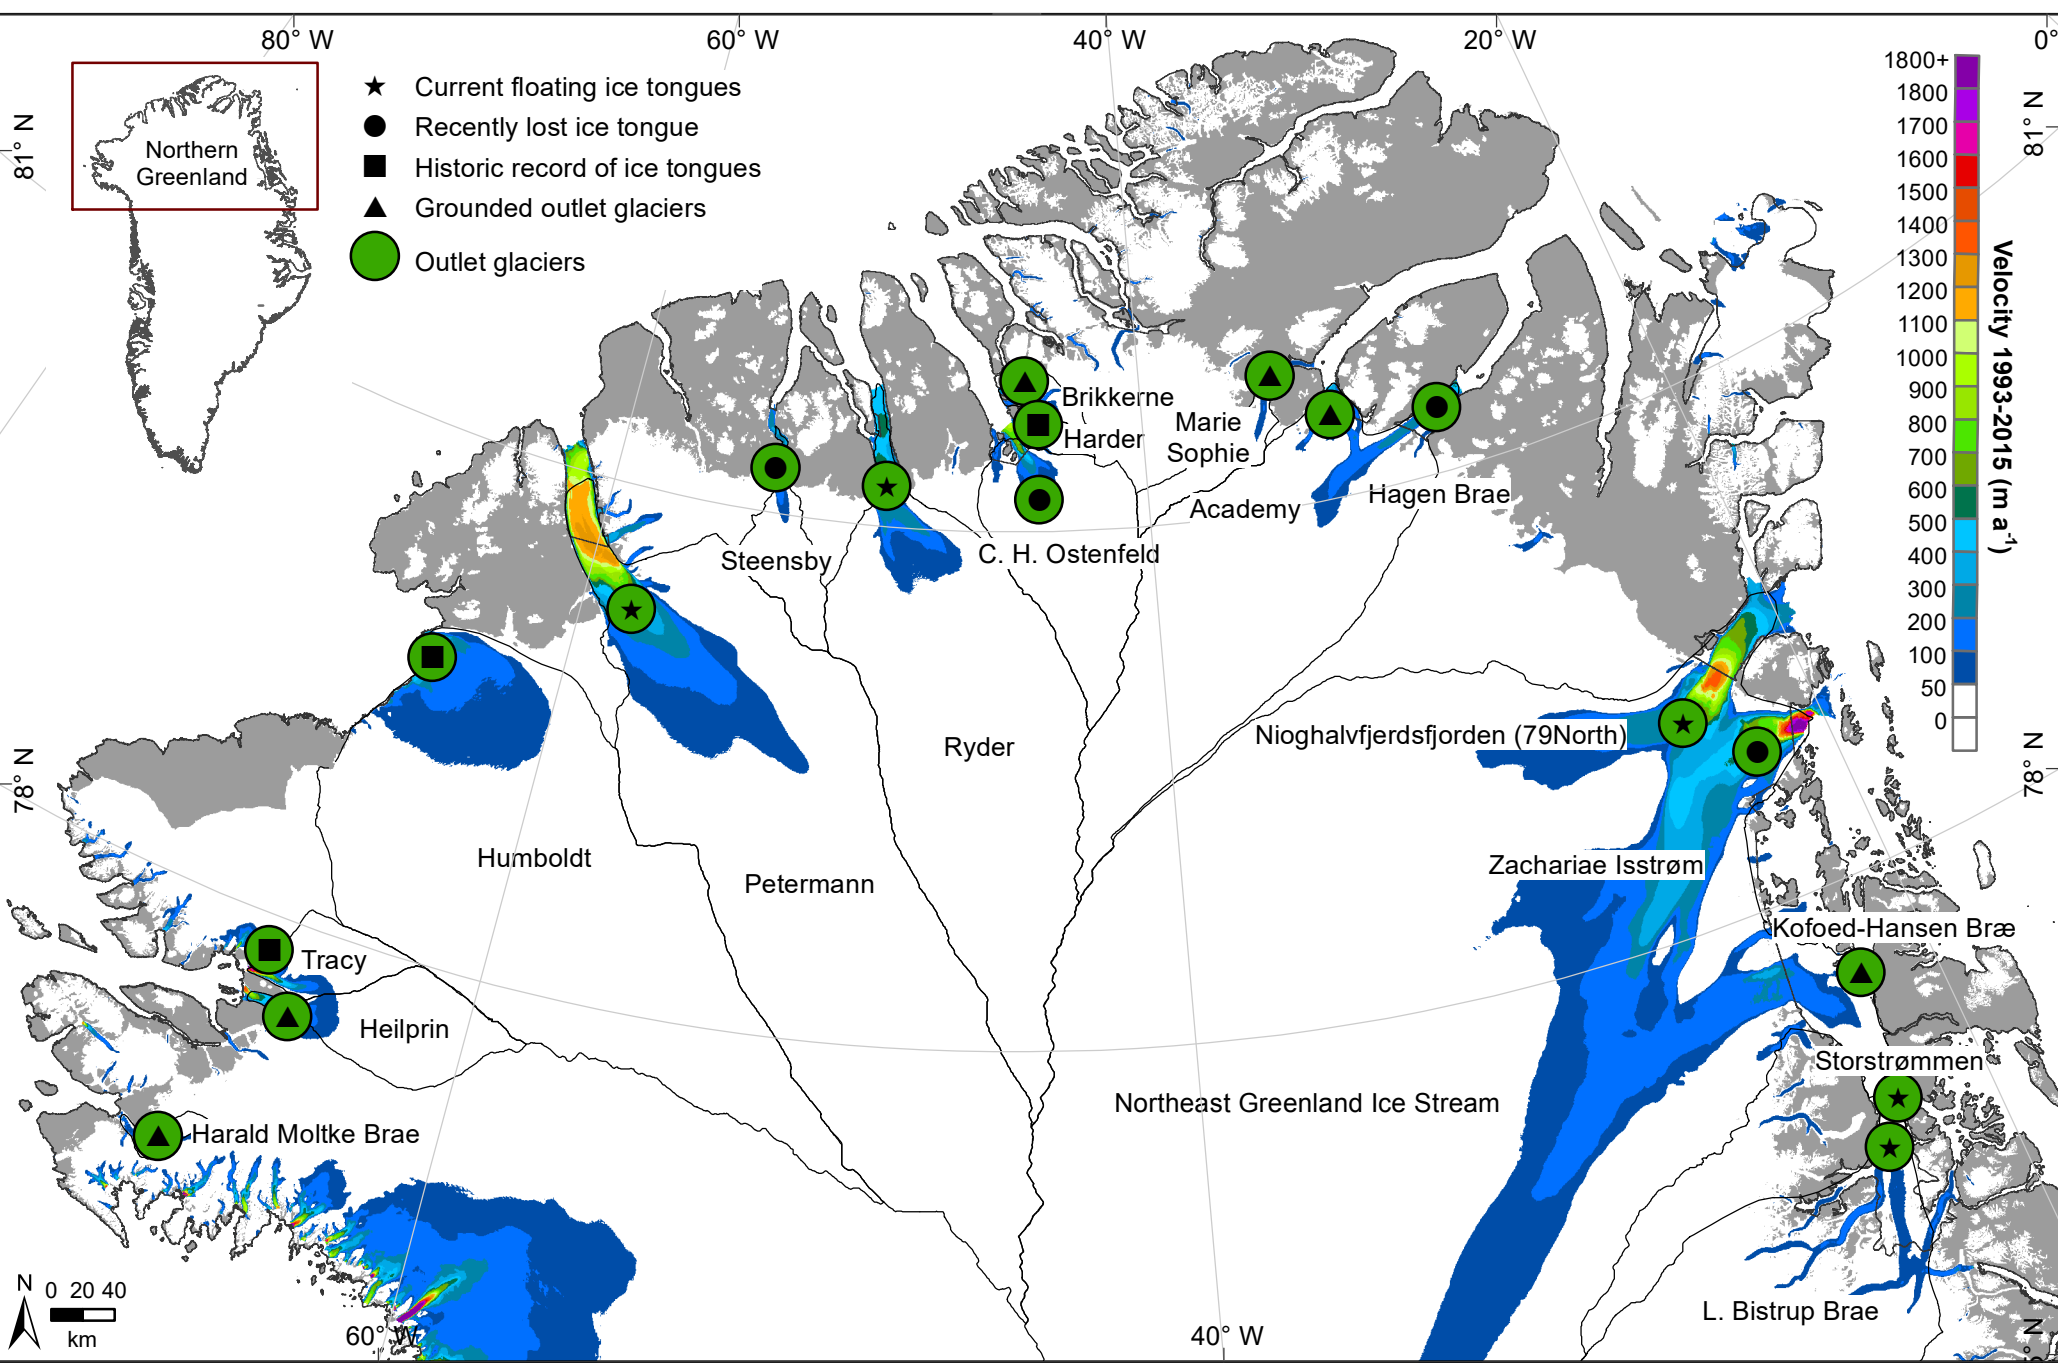 80° W
60° W
40° W
20° W
0°
81° N
81° N
78° N
78° N
60° W
40° W
Northern
Greenland
Current floating ice tongues
Recently lost ice tongue
Historic record of ice tongues
Grounded outlet glaciers
Outlet glaciers
1800+
1800
1700
1600
1500
1400
1300
1200
1100
1000
900
800
700
600
500
400
300
200
100
50
0
Velocity 1993-2015 (m a⁻¹)
Brikkerne
Harder
Marie
Sophie
Academy
Hagen Brae
Steensby
C. H. Ostenfeld
Ryder
Nioghalvfjerdsfjorden (79North)
Humboldt
Petermann
Zachariae Isstrøm
Kofoed-Hansen Bræ
Tracy
Heilprin
Storstrømmen
Northeast Greenland Ice Stream
Harald Moltke Brae
L. Bistrup Brae
N
0 20 40
km
N